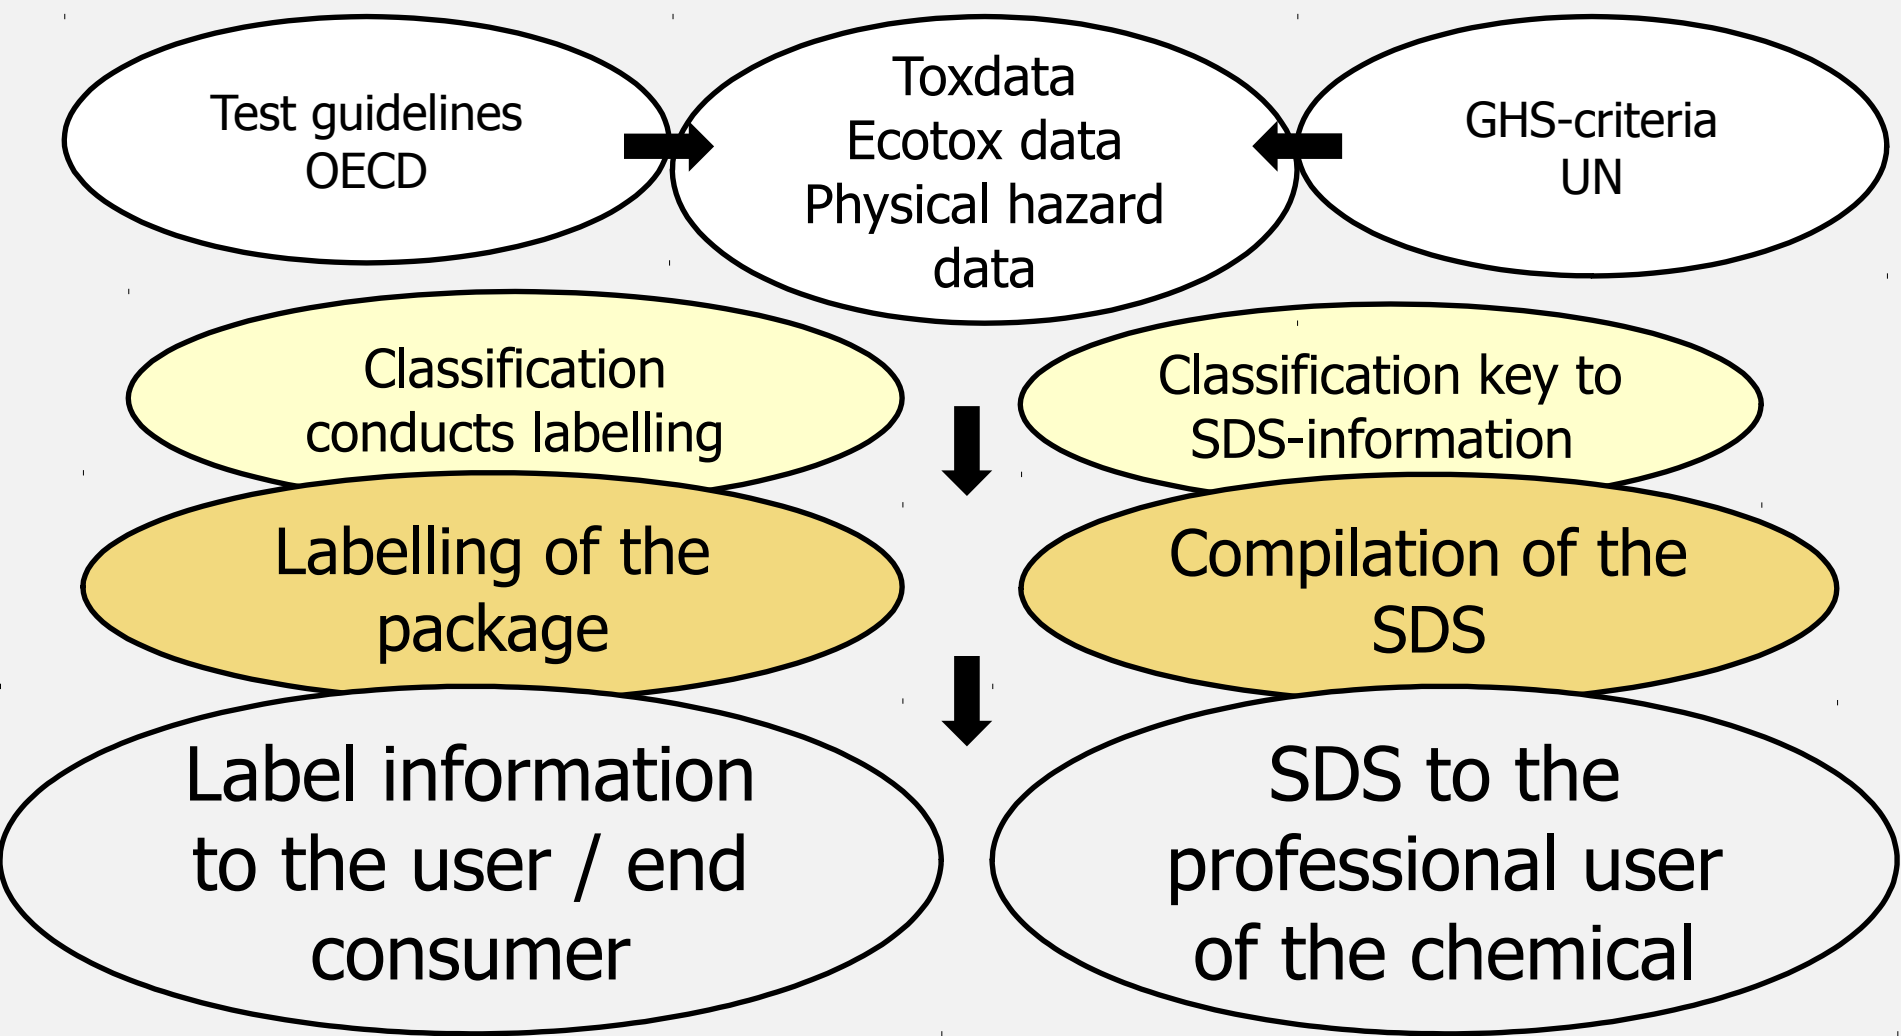 Test guidelines
OECD
Toxdata
Ecotox data
Physical hazard
data
GHS-criteria
UN
Classification
conducts labelling
Classification key to
SDS-information
Labelling of the
package
Compilation of the
SDS
Label information
to the user / end
consumer
SDS to the
professional user
of the chemical